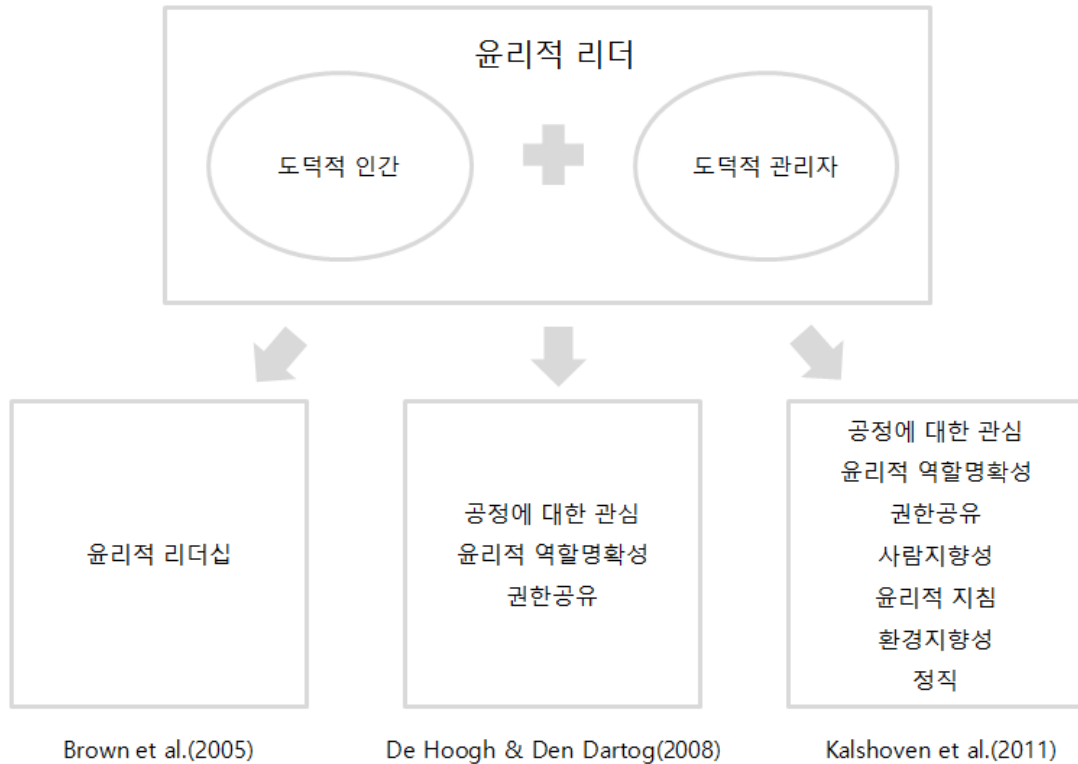 윤리적 리더
도덕적 인간
도덕적 관리자
윤리적 리더십
공정에 대한 관심
윤리적 역할명확성
권한공유
공정에 대한 관심
윤리적 역할명확성
권한공유
사람지향성
윤리적 지침
환경지향성
정직
Brown et al.(2005)
De Hoogh & Den Dartog(2008)
Kalshoven et al.(2011)